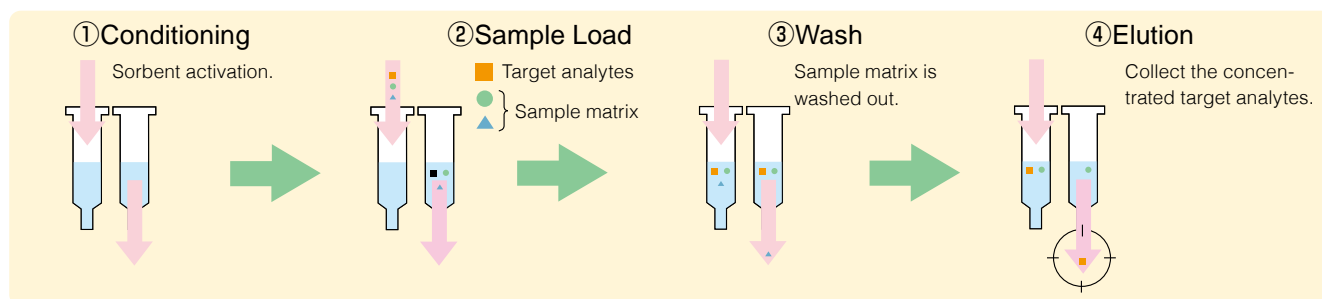 ①Conditioning
Sorbent activation.
②Sample Load
Target analytes
Sample matrix
③Wash
Sample matrix is
washed out.
④Elution
Collect the concen-
trated target analytes.